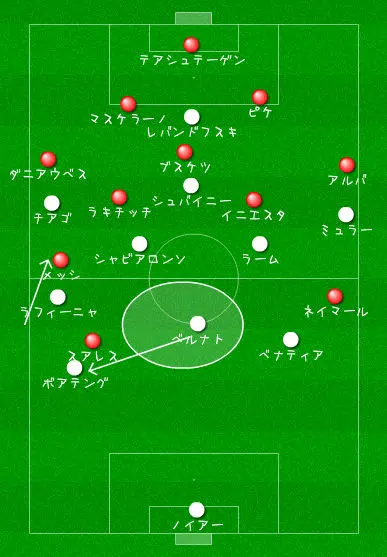 テアシュテーゲン
マスケラーノ
ピケ
レバンドフスキ
ブスケツ
ダニアウベス
アルバ
チアゴ
ラキチッチ
シュバイニー
イニエスタ
ミュラー
シャビアロンソ
ラーム
メッシ
ラフィーニャ
ネイマール
ベルナト
スアレス
ベナティア
ボアテング
ノイアー